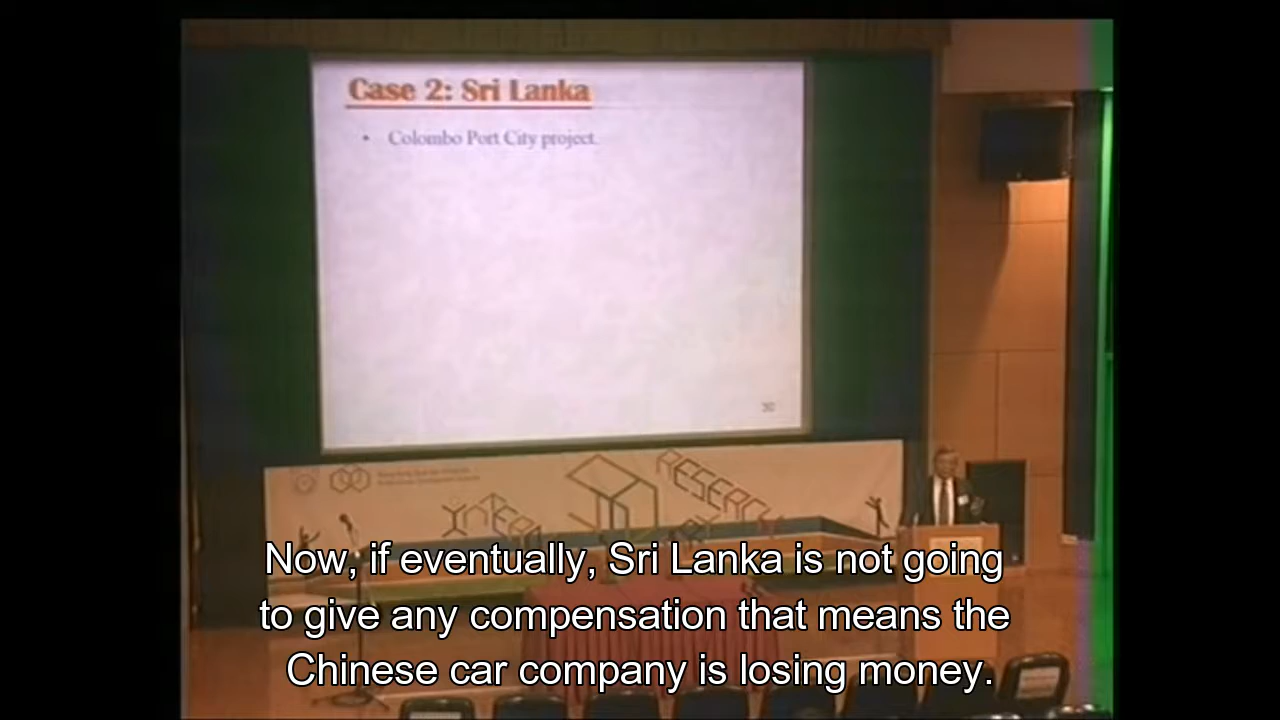 Case 2: Sri Lanka
• Colombo Port City project.
30
RESEARCH
Now, if eventually, Sri Lanka is not going
to give any compensation that means the
Chinese car company is losing money.